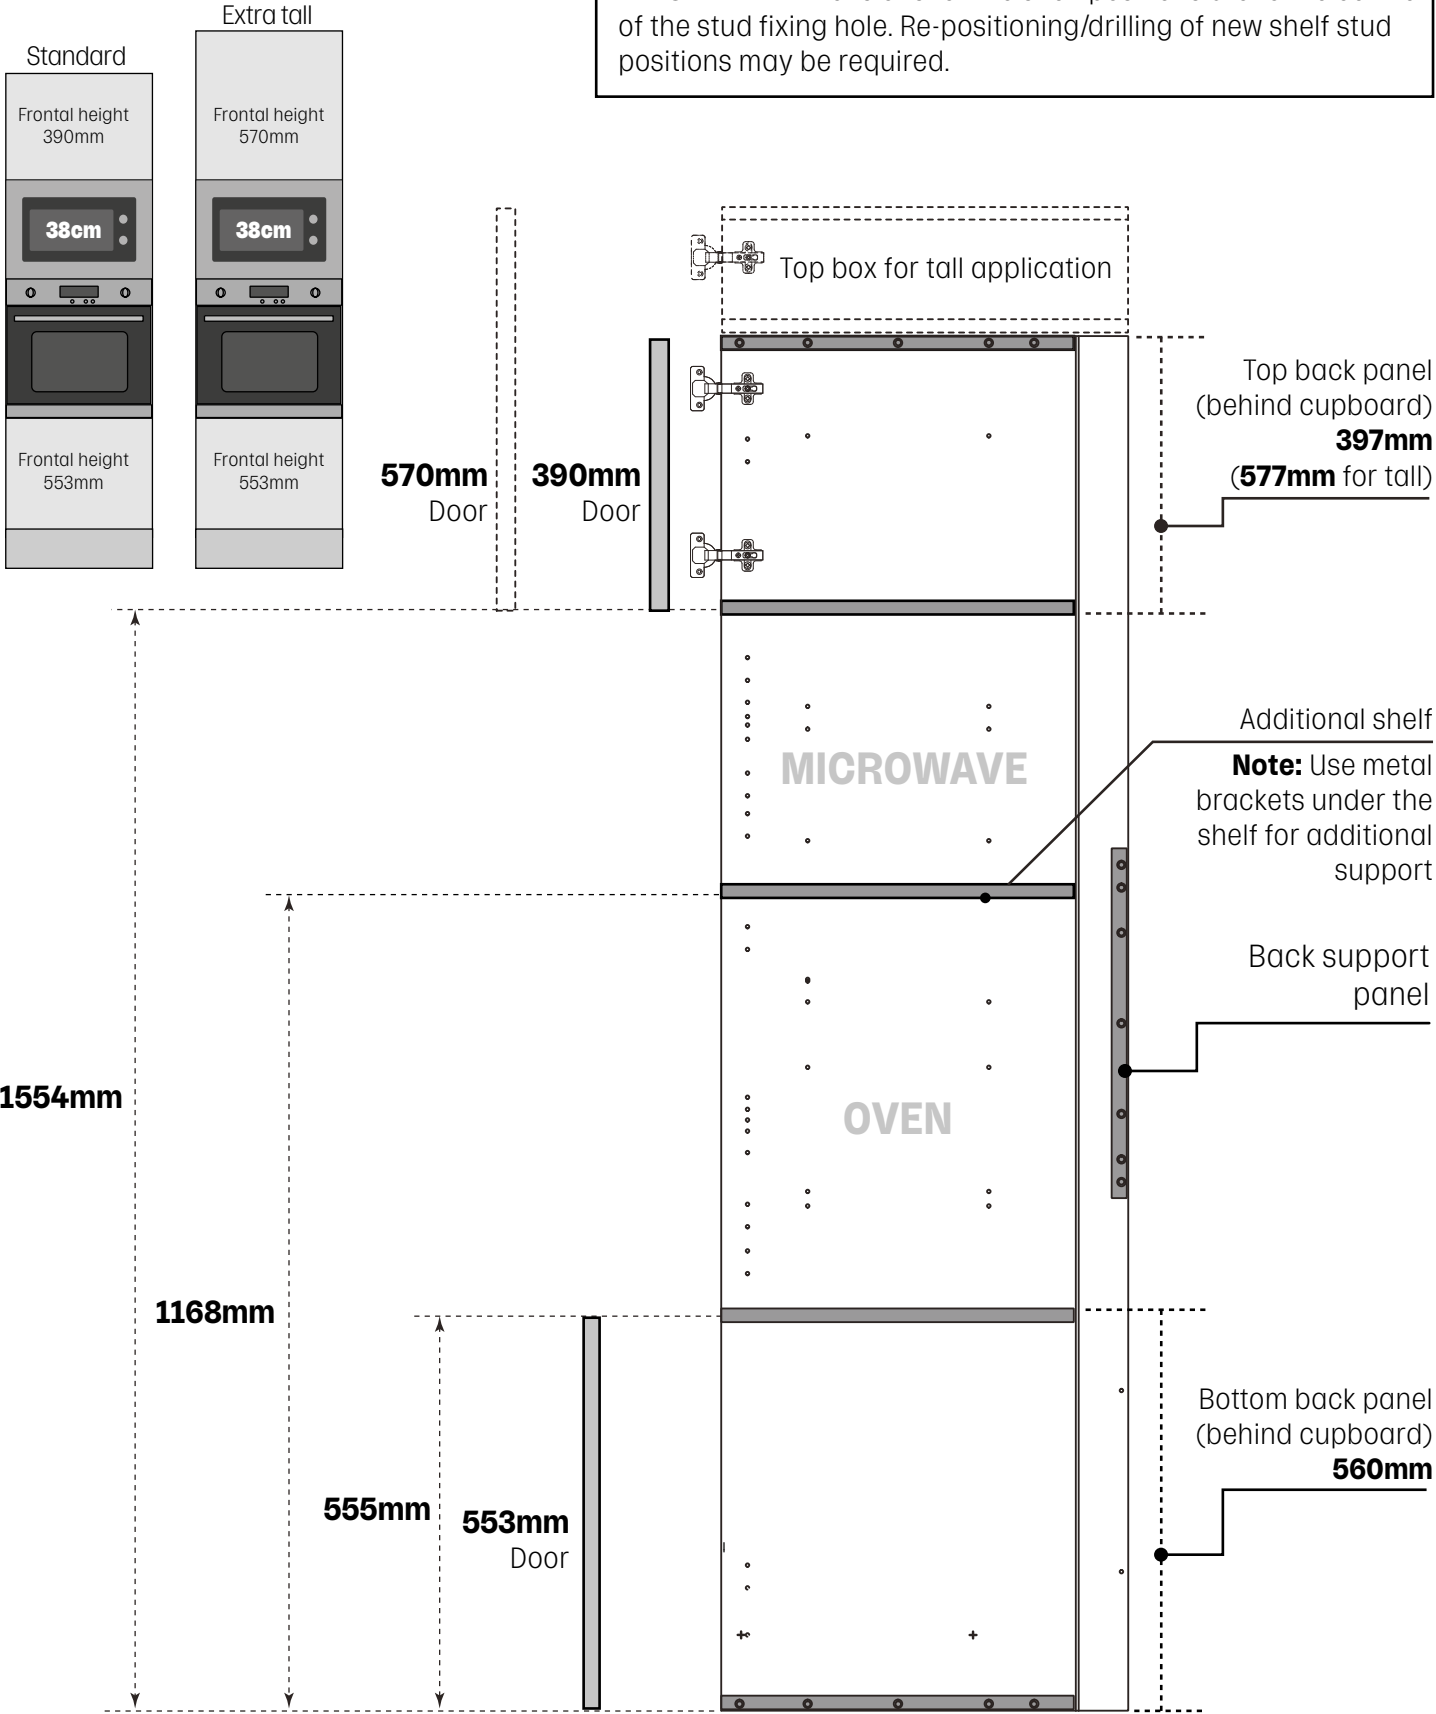 of the stud fixing hole. Re-positioning/drilling of new shelf stud
positions may be required.
Standard
Extra tall
Frontal height
390mm
Frontal height
570mm
38cm
38cm
Frontal height
553mm
Frontal height
553mm
Top box for tall application
570mm
Door
390mm
Door
Top back panel
(behind cupboard)
397mm
(577mm for tall)
MICROWAVE
Additional shelf
Note: Use metal
brackets under the
shelf for additional
support
Back support
panel
OVEN
1554mm
1168mm
555mm
553mm
Door
Bottom back panel
(behind cupboard)
560mm